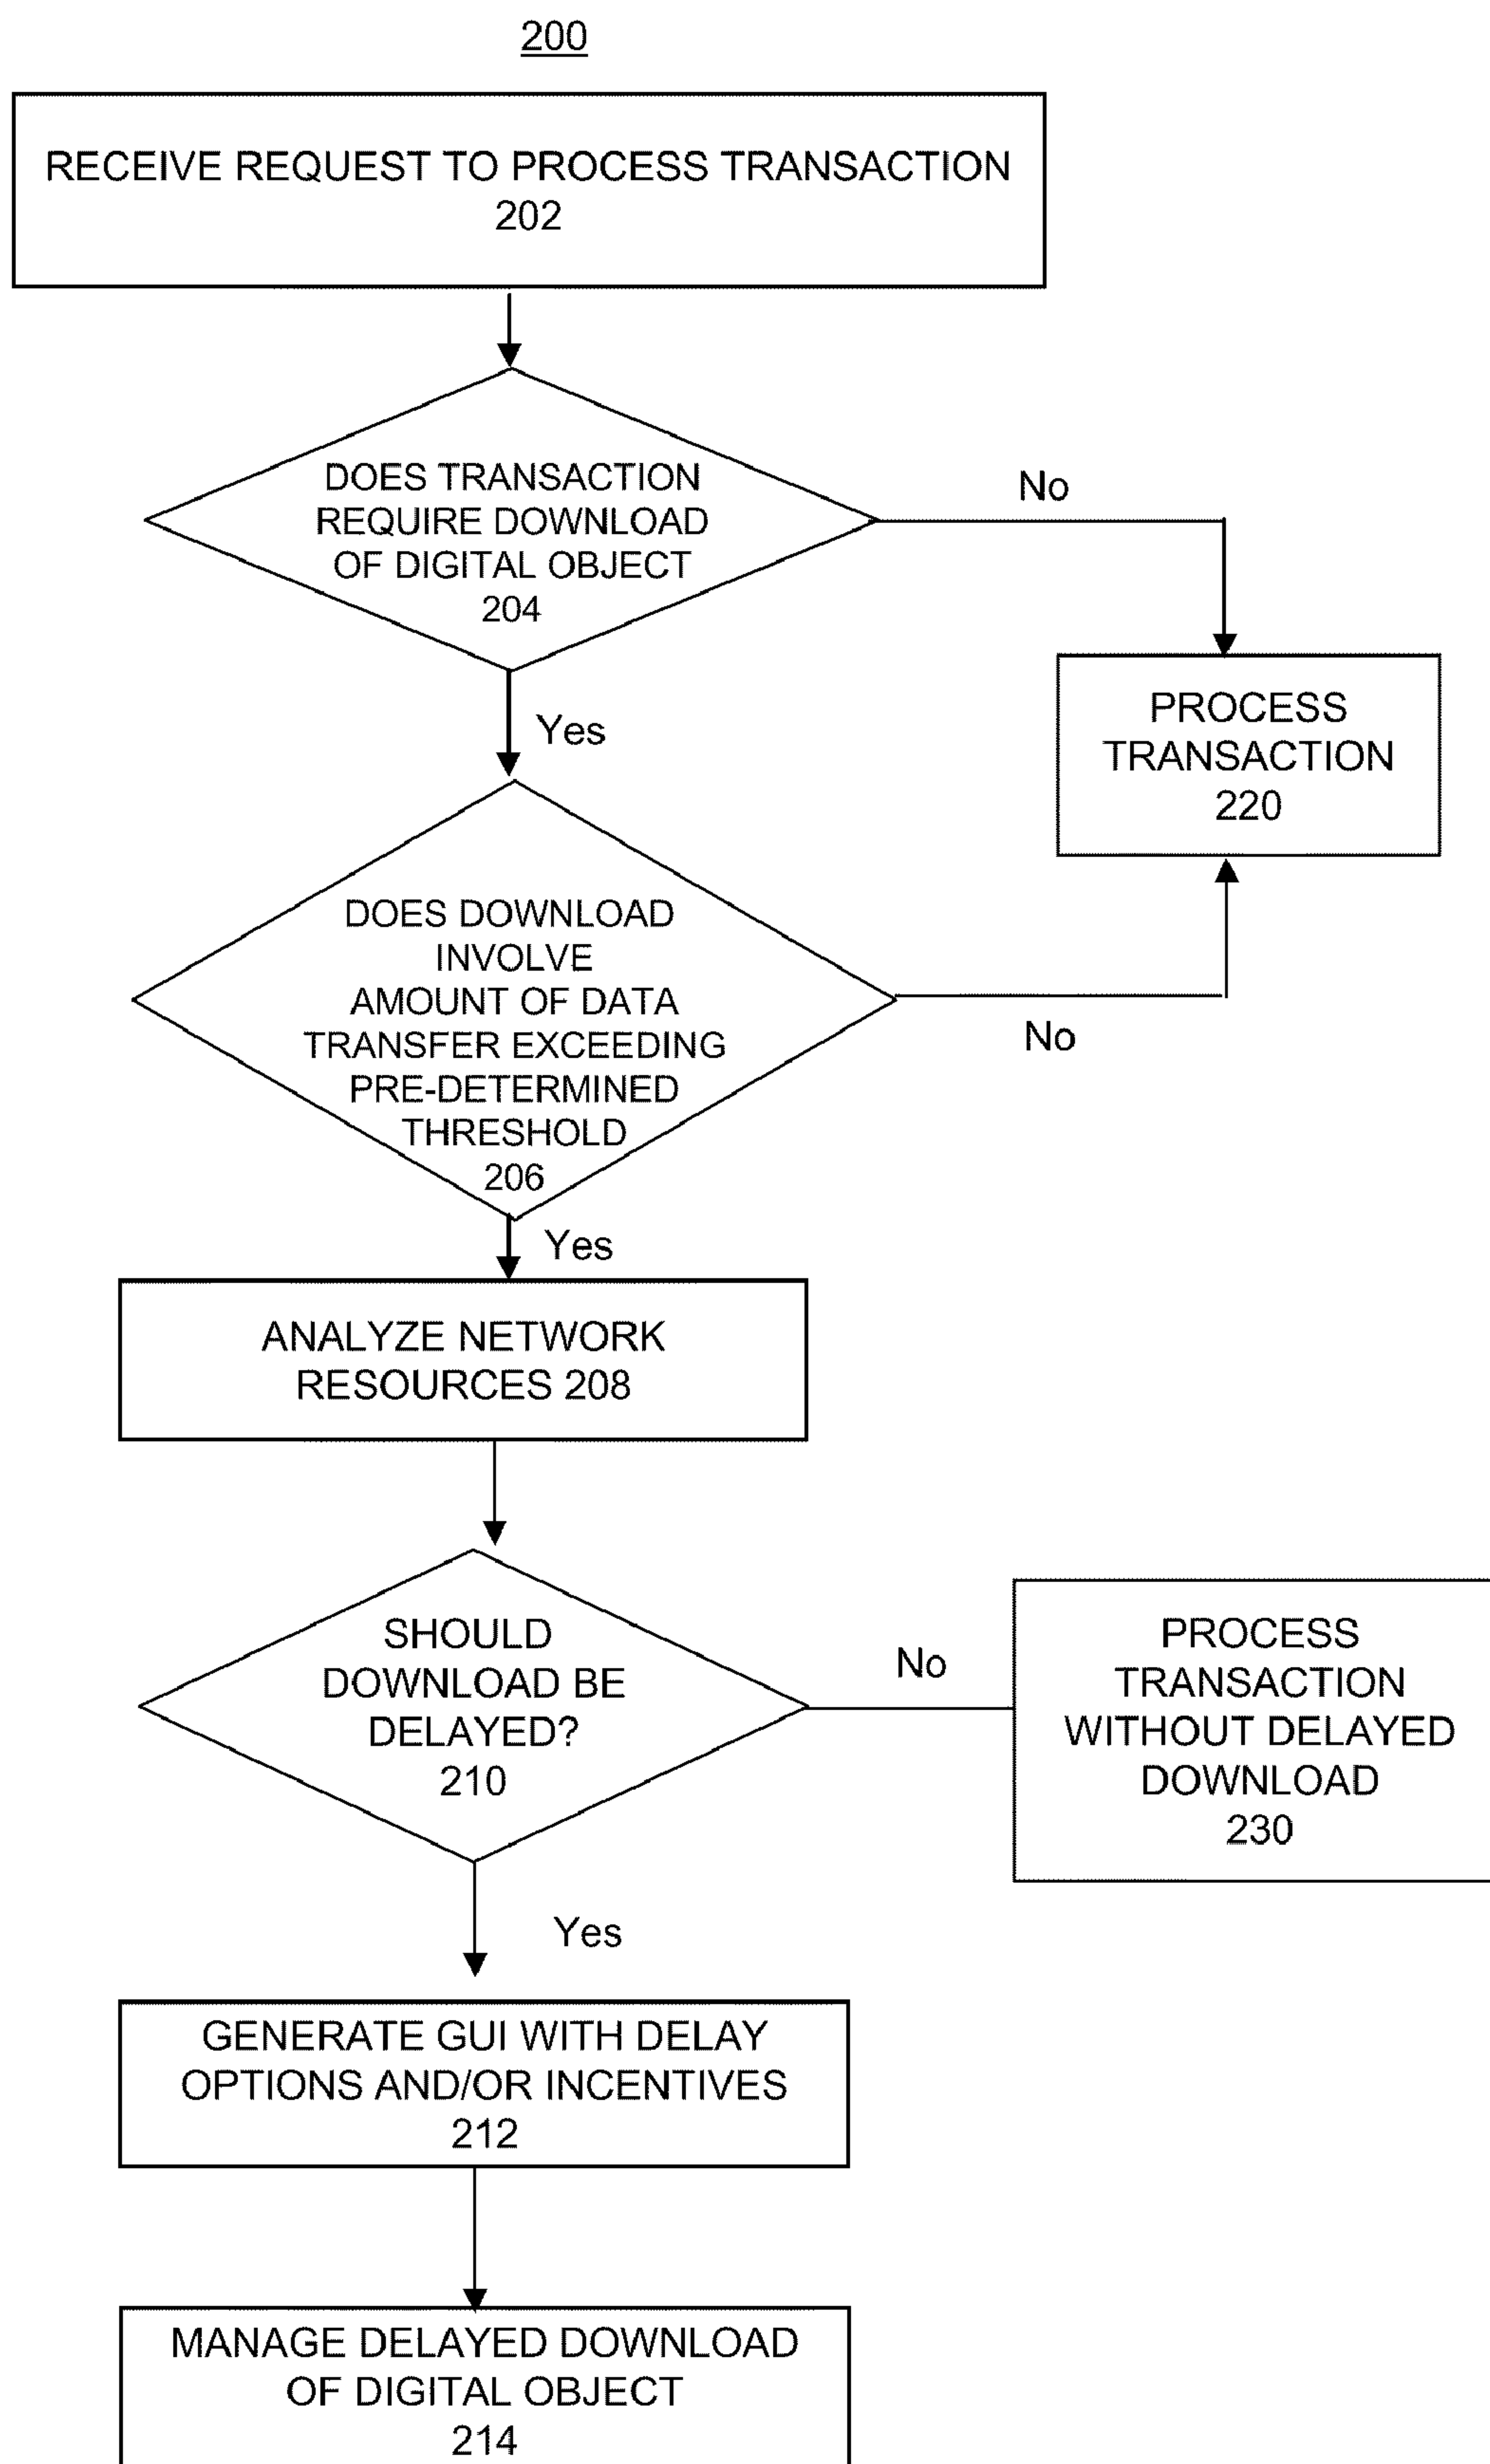 200
RECEIVE REQUEST TO PROCESS TRANSACTION
202
DOES TRANSACTION
REQUIRE DOWNLOAD
OF DIGITAL OBJECT
204
No
Yes
PROCESS
TRANSACTION
220
DOES DOWNLOAD
INVOLVE
AMOUNT OF DATA
TRANSFER EXCEEDING
PRE-DETERMINED
THRESHOLD
206
No
Yes
ANALYZE NETWORK
RESOURCES 208
SHOULD
DOWNLOAD BE
DELAYED?
210
No
PROCESS
TRANSACTION
WITHOUT DELAYED
DOWNLOAD
230
Yes
GENERATE GUI WITH DELAY
OPTIONS AND/OR INCENTIVES
212
MANAGE DELAYED DOWNLOAD
OF DIGITAL OBJECT
214